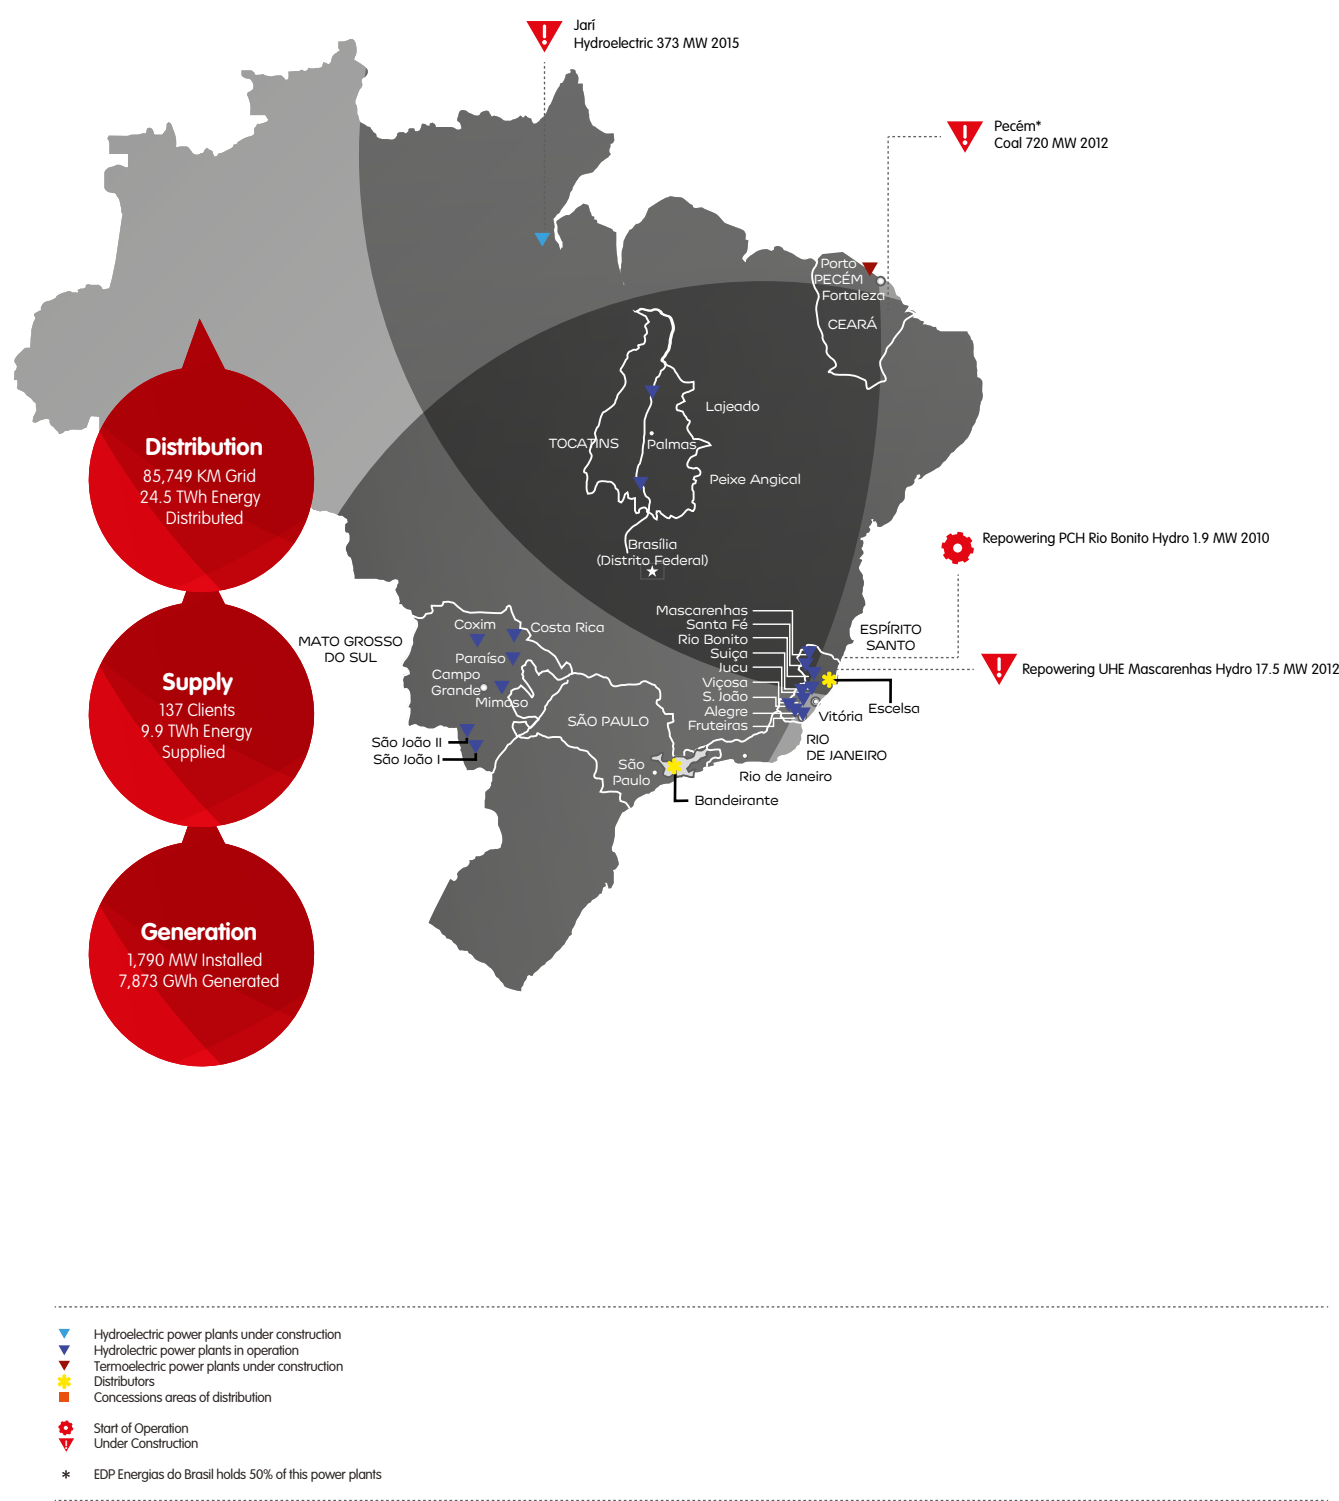 Jarí
Hydroelectric 373 MW 2015
Pecém*
Coal 720 MW 2012
Porto
PECÉM
Fortaleza
CEARÁ
Lajeado
TOCATINS
Palmas
Peixe Angical
Brasília
(Distrito Federal)
Distribution
85,749 KM Grid
24.5 TWh Energy
Distributed
Repowering PCH Rio Bonito Hydro 1.9 MW 2010
Repowering UHE Mascarenhas Hydro 17.5 MW 2012
Mascarenhas
Santa Fé
Rio Bonito
Suiça
Jucu
Viçosa
S. João
Alegre
Fruteiras
ESPÍRITO
SANTO
Escelsa
Vitória
RIO
DE JANEIRO
Rio de Janeiro
MATO GROSSO
DO SUL
Coxim
Costa Rica
Paraíso
Campo
Grande
Mimoso
São João II
São João I
SÃO PAULO
São
Paulo
Bandeirante
Supply
137 Clients
9.9 TWh Energy
Supplied
Generation
1,790 MW Installed
7,873 GWh Generated
Hydroelectric power plants under construction
Hydrolectric power plants in operation
Termoelectric power plants under construction
Distributors
Concessions areas of distribution
Start of Operation
Under Construction
* EDP Energias do Brasil holds 50% of this power plants